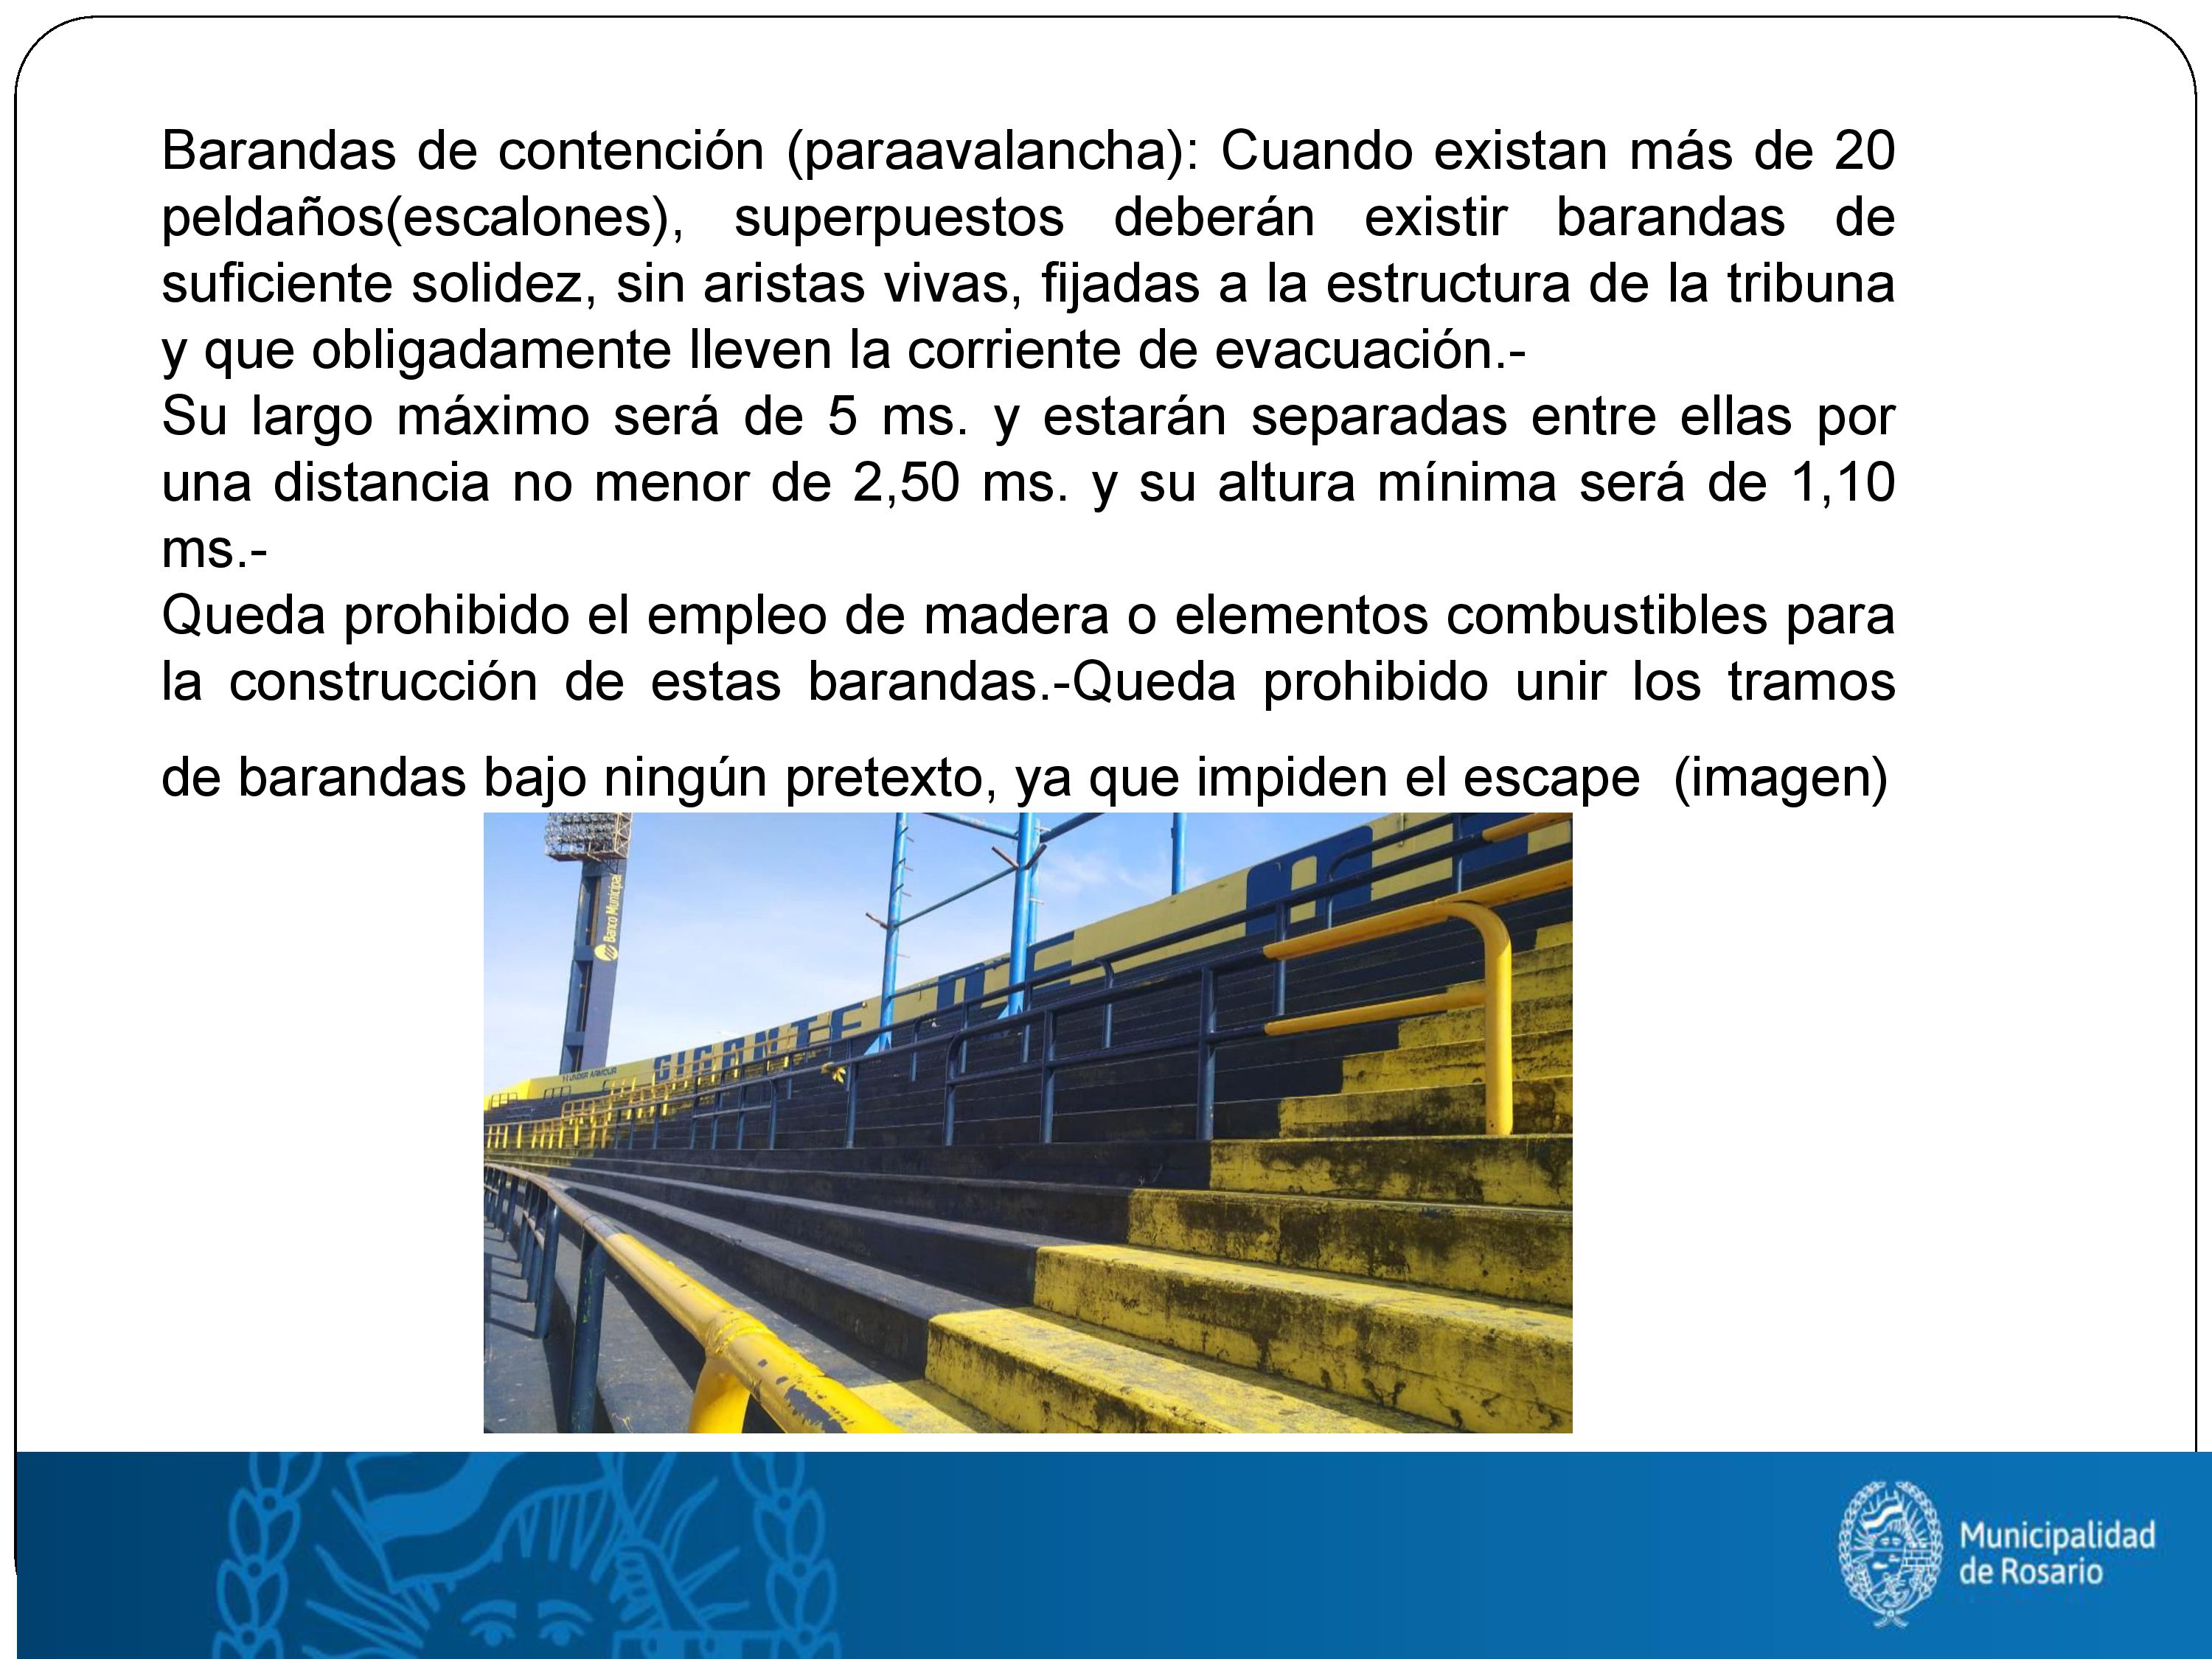 Barandas de contención (paraavalancha): Cuando existan más de 20
peldaños(escalones), superpuestos deberán existir barandas de
suficiente solidez, sin aristas vivas, fijadas a la estructura de la tribuna
y que obligadamente lleven la corriente de evacuación.-
Su largo máximo será de 5 ms. y estarán separadas entre ellas por
una distancia no menor de 2,50 ms. y su altura mínima será de 1,10
ms.-
Queda prohibido el empleo de madera o elementos combustibles para
la construcción de estas barandas.-Queda prohibido unir los tramos
de barandas bajo ningún pretexto, ya que impiden el escape  (imagen)
Banco Municipal
GIGANTE DE
UNDER ARMOUR
Municipalidad
de Rosario